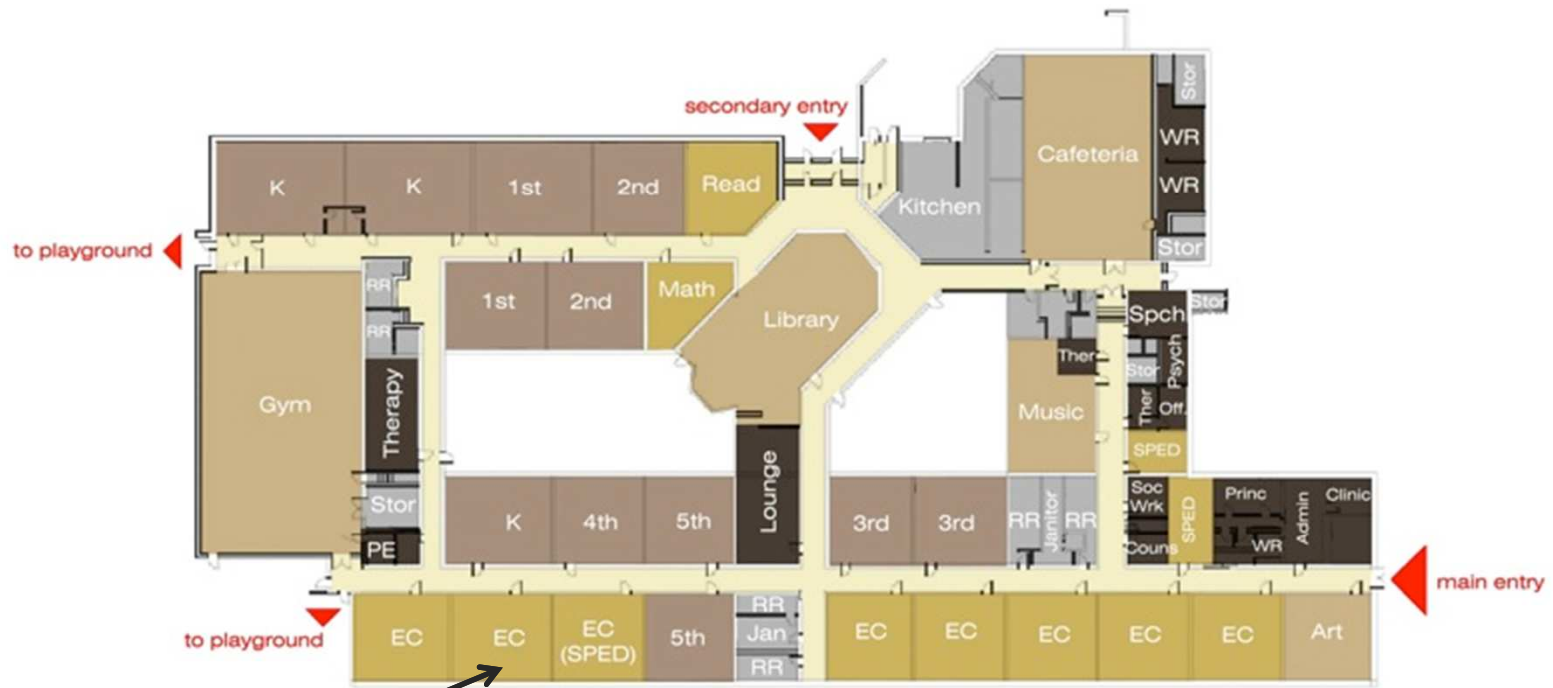 secondary entry
Stor
WR
Cafeteria
WR
K
K
1st
2nd
Read
Kitchen
Stor
to playground
RR
1st
2nd
Math
Library
Stor
Spch
RR
Ther
Psych
Stor
Gym
Therapy
Music
Ther
Off.
SPED
Stor
K
4th
5th
Lounge
3rd
3rd
RR
Janitor
RR
Soc
Wrk
SPED
Princ
Admin
Clinic
PE
Couns
WR
main entry
to playground
EC
EC
EC
(SPED)
5th
RR
Jan
RR
EC
EC
EC
EC
EC
Art